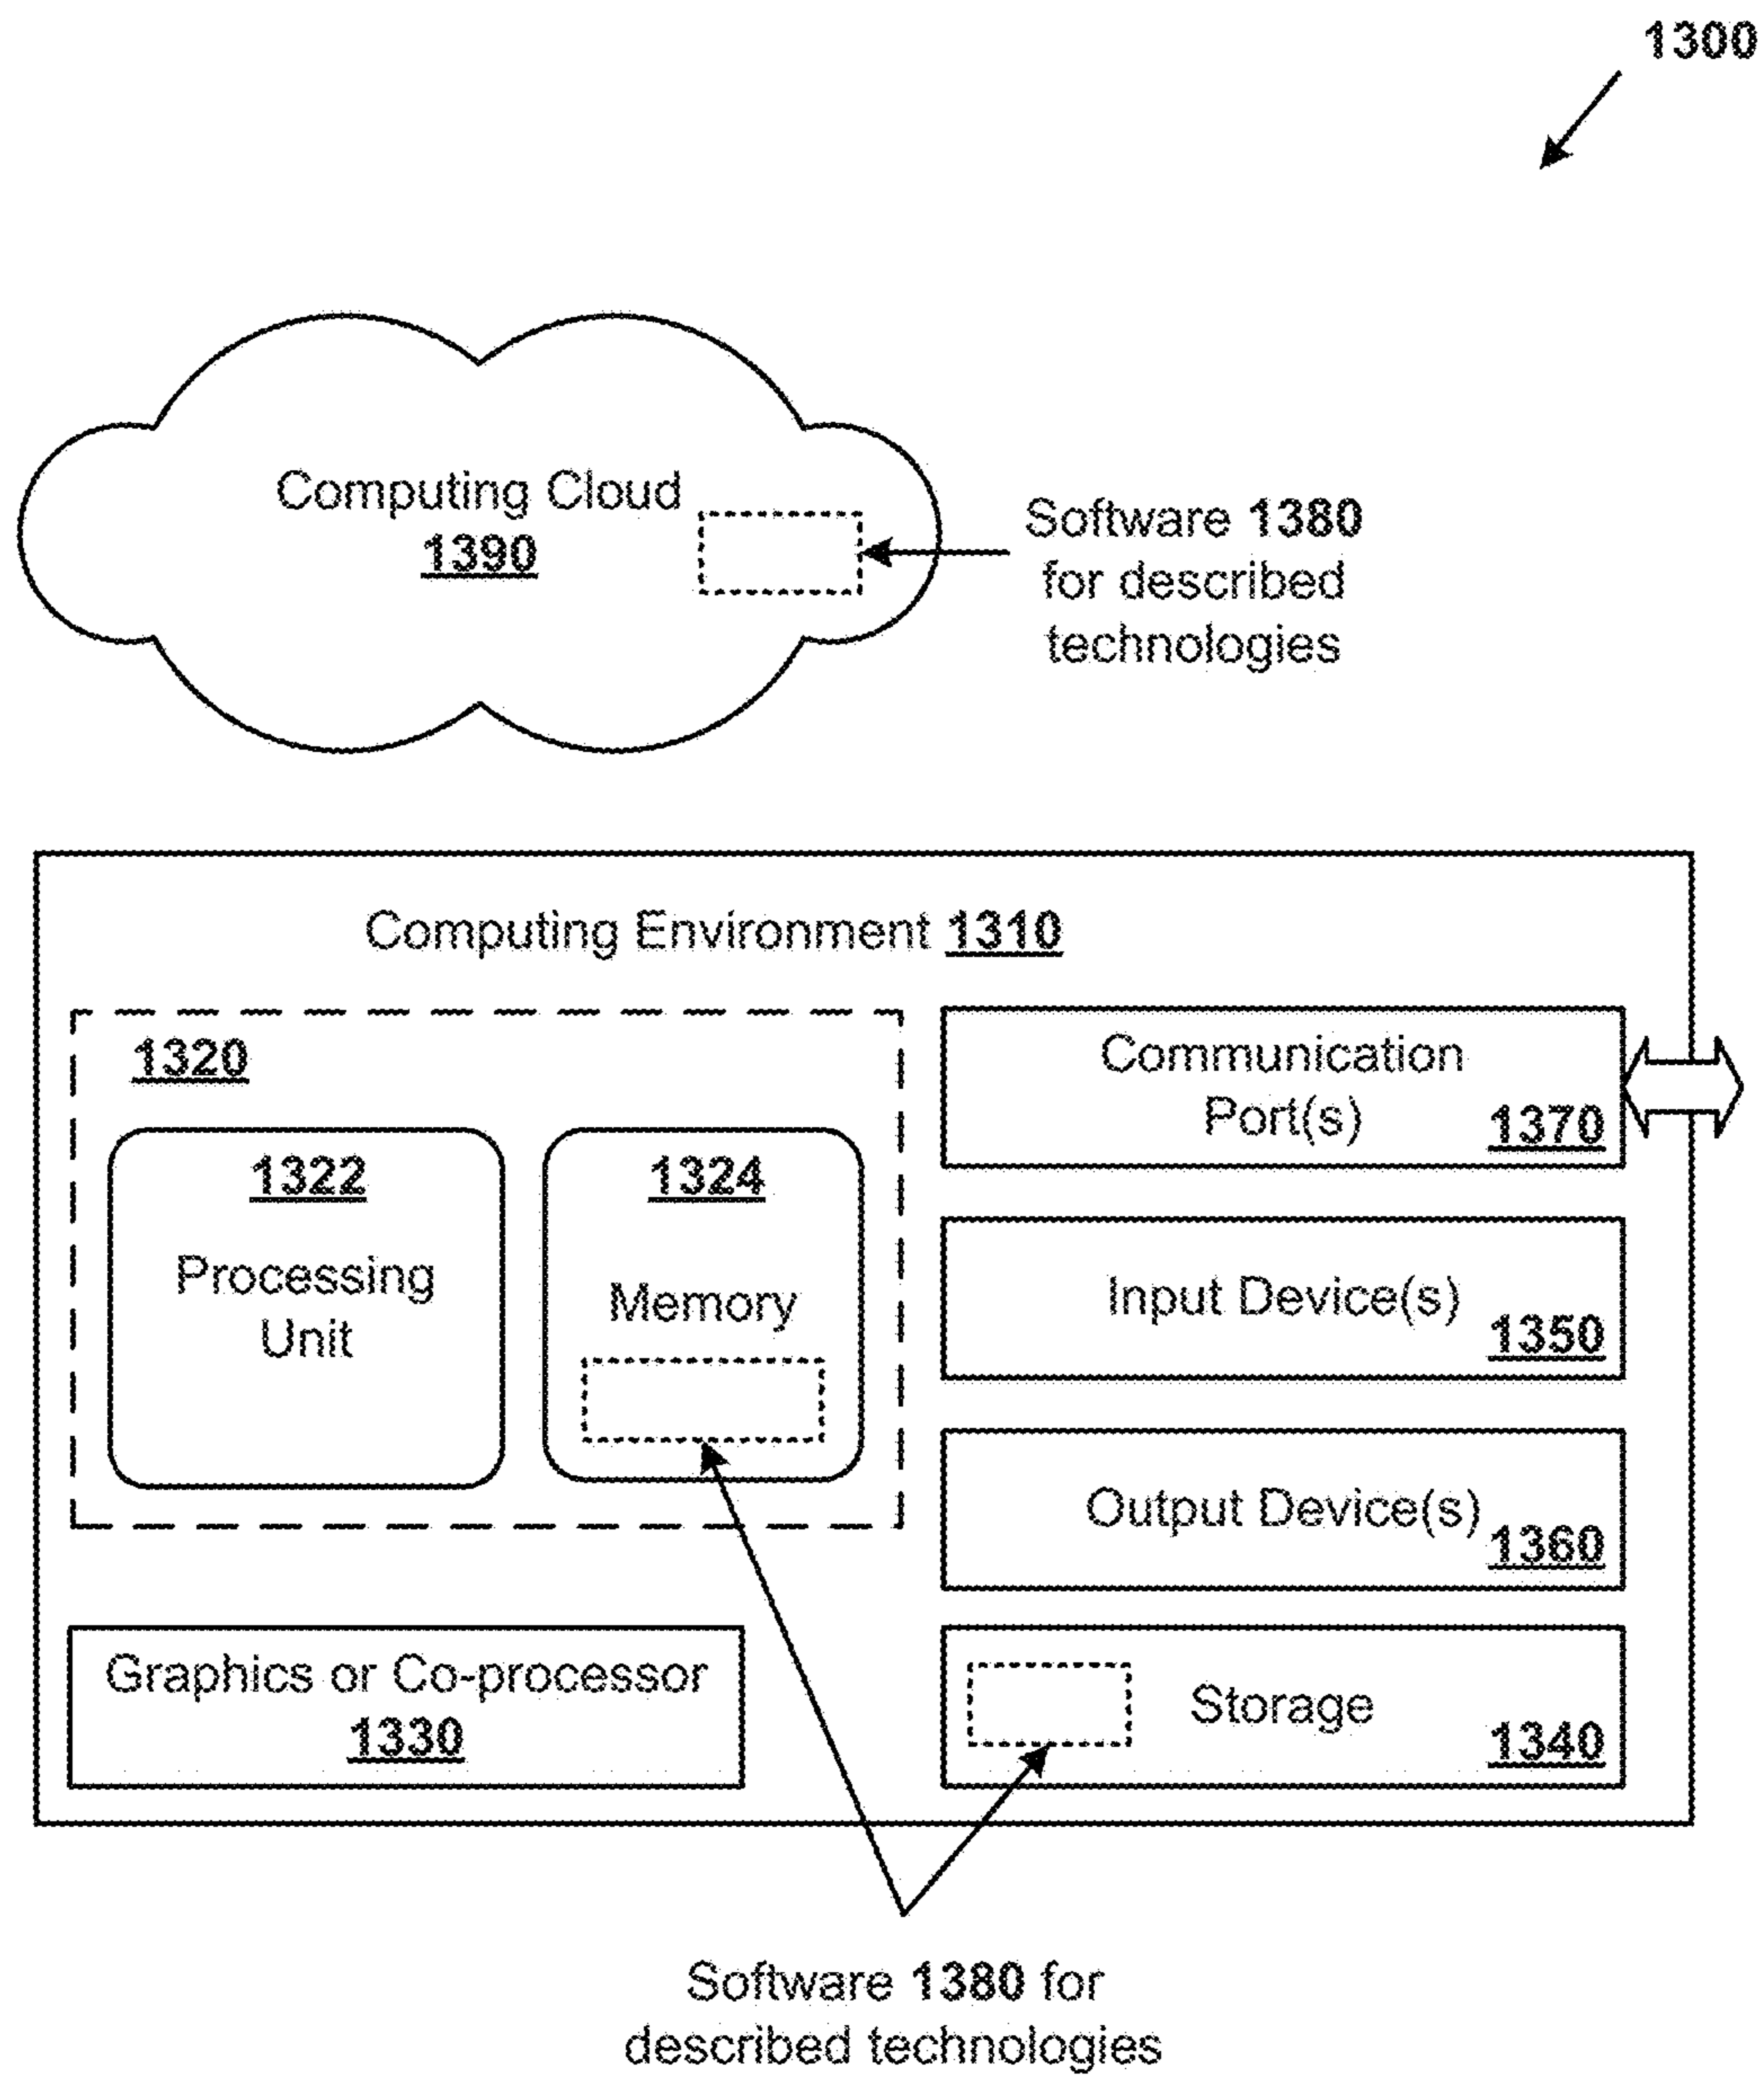 1300
Computing Cloud
1390
Software 1380
for described
technologies
Computing Environment 1310
1320
1322
Processing
Unit
1324
Memory
Communication
Port(s)
1370
Input Device(s)
1350
Output Device(s)
1360
Graphics or Co-processor
1330
Storage
1340
Software 1380 for
described technologies